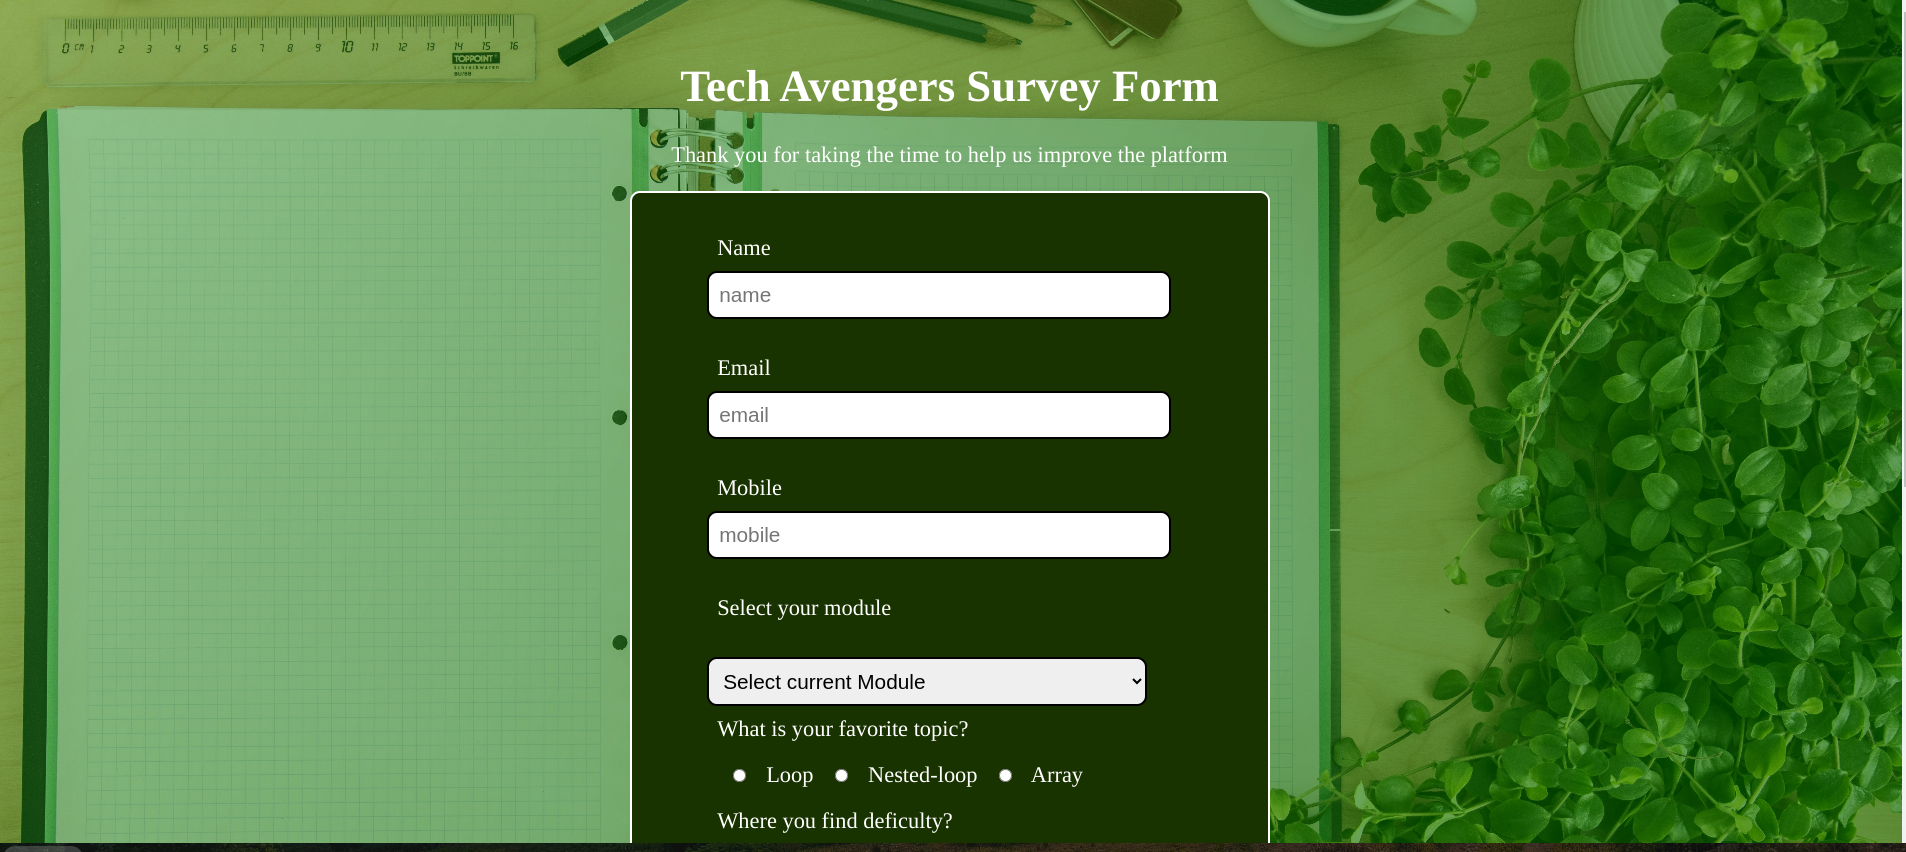 0 CM 1 2 3 4 5 6 7 8 9 10 11 12 13 14 15 16
TOPPOINT
Schreibwaren
Tech Avengers Survey Form
Thank you for taking the time to help us improve the platform
Name
name
Email
email
Mobile
mobile
Select your module
Select current Module
What is your favorite topic?
Loop Nested-loop Array
Where you find deficulty?